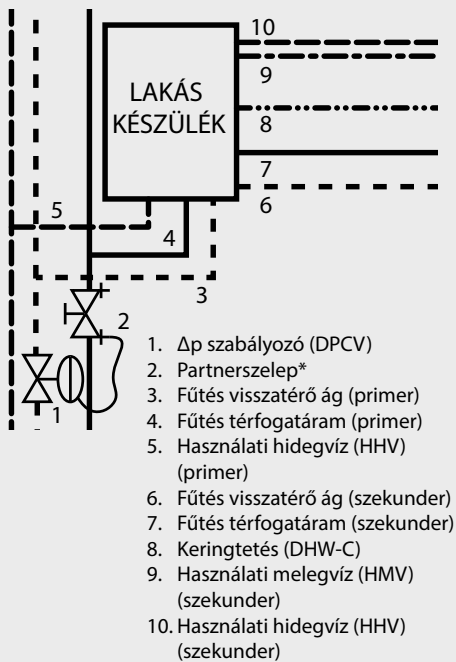 10
LAKÁS
KÉSZÜLÉK
9
8
7
6
5
4
3
2
1
1. Δp szabályozó (DPCV)
2. Partnerszelep*
3. Fűtés visszatérő ág (primer)
4. Fűtés térfogatáram (primer)
5. Használati hidegvíz (HHV)
(primer)
6. Fűtés visszatérő ág (szekunder)
7. Fűtés térfogatáram (szekunder)
8. Keringtetés (DHW-C)
9. Használati melegvíz (HMV)
(szekunder)
10. Használati hidegvíz (HHV)
(szekunder)